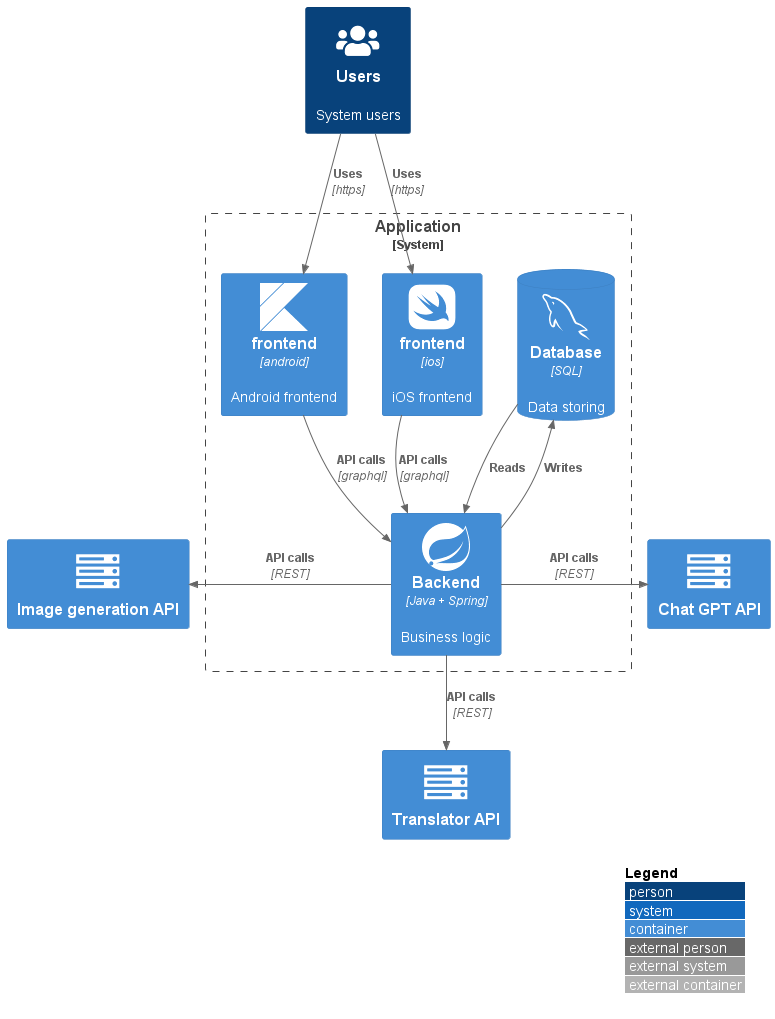 Users
System users
Uses
[https]
Uses
[https]
Application
[System]
frontend
[android]
Android frontend
frontend
[ios]
iOS frontend
Database
[SQL]
Data storing
API calls
[graphql]
API calls
[graphql]
Reads
Writes
Image generation API
API calls
[REST]
Backend
[Java + Spring]
Business logic
API calls
[REST]
Chat GPT API
API calls
[REST]
Translator API
Legend
person
system
container
external person
external system
external container